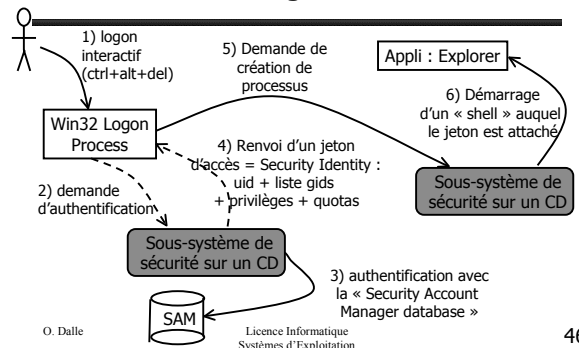 1) logon
interactif
(ctrl+alt+del)
5) Demande de
création de
processus
Appli : Explorer
6) Démarrage
d'un « shell » auquel
le jeton est attaché
Win32 Logon
Process
4) Renvoi d'un jeton
d'accès = Security Identity :
uid + liste gids
+ privilèges + quotas
2) demande
d'authentification
Sous-système de
sécurité sur un CD
Sous-système de
sécurité sur un CD
3) authentification avec
la « Security Account
Manager database »
SAM
O. Dalle
Licence Informatique
Systèmes d'Exploitation
46